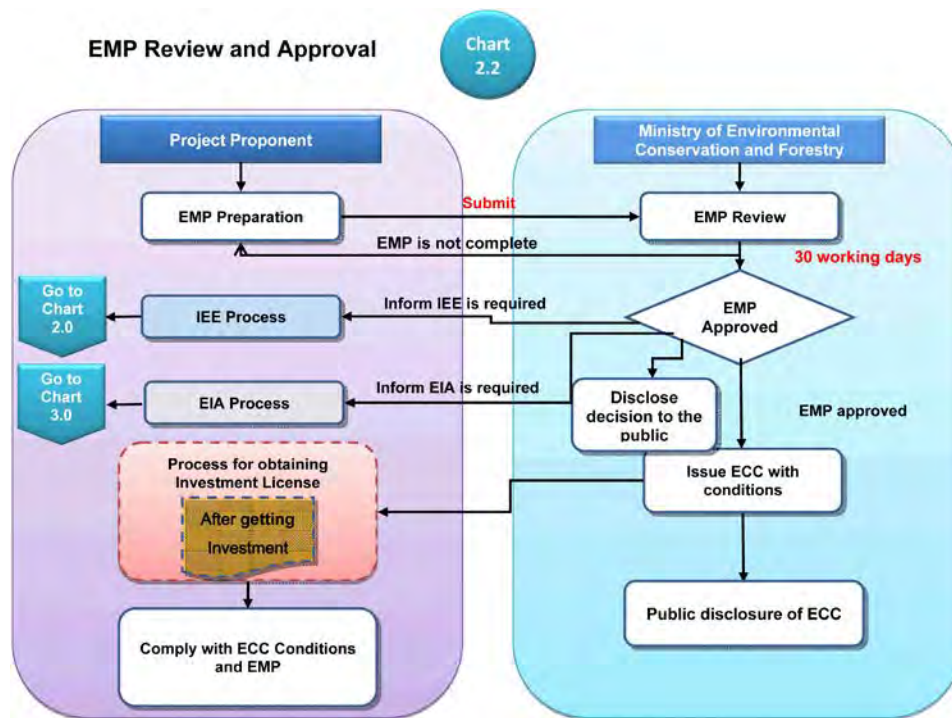 EMP Review and Approval
Chart
2.2
Project Proponent
Ministry of Environmental
Conservation and Forestry
EMP Preparation
Submit
EMP Review
EMP is not complete
30 working days
Go to
Chart
2.0
IEE Process
Inform IEE is required
EMP
Approved
Go to
Chart
3.0
EIA Process
Inform EIA is required
Disclose
decision to the
public
EMP approved
Process for obtaining
Investment License
After getting
Investment
Issue ECC with
conditions
Comply with ECC Conditions
and EMP
Public disclosure of ECC